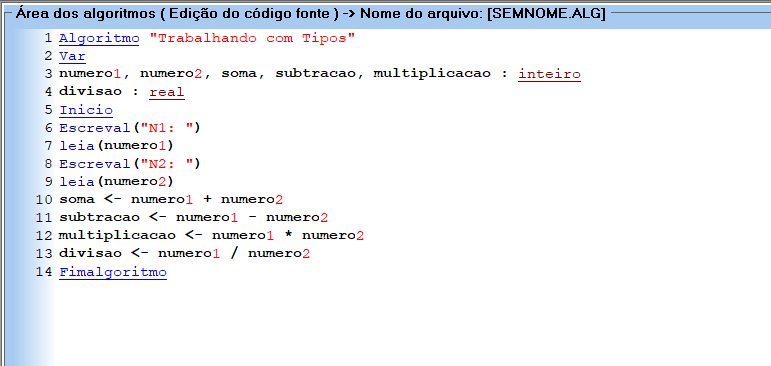 Área dos algoritmos ( Edição do código fonte ) -> Nome do arquivo: [SEMNOME.ALG]
1 Algoritmo "Trabalhando com Tipos"
2 Var
3 numero1, numero2, soma, subtracao, multiplicacao : inteiro
4 divisao : real
5 Inicio
6 Escreval("N1: ")
7 leia(numero1)
8 Escreval("N2: ")
9 leia(numero2)
10 soma <- numero1 + numero2
11 subtracao <- numero1 - numero2
12 multiplicacao <- numero1 * numero2
13 divisao <- numero1 / numero2
14 Fimalgoritmo